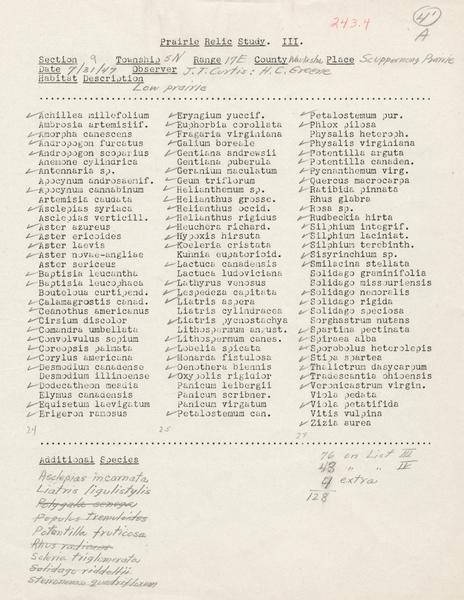 243.4
4'
A
Prairie Relic Study. III.
Section 9 Township 5N Range 17E County Waukesha Place Scuppernong Prairie
Date 7/31/47 Observer J.T. Curtis : H.C. Greene
Habitat Description
Low prairie
✓Achillea millefolium
Ambrosia artemisiif.
✓Amorpha canescens
✓Andropogon furcatus
✓Andropogon scoparius
Anemone cylindrica
✓Antennaria sp.
Apocynum androsaemif.
✓Apocynum cannabinum
Artemisia caudata
✓Asclepias syriaca
Asclepias verticill.
✓Aster azureus
✓Aster ericoides
✓Aster laevis
✓Aster novae-angliae
Aster sericeus
✓Baptisia leucantha
✓Baptisia leucophaea
Bouteloua curtipend.
✓Calamagrostis canad.
✓Ceanothus americanus
✓Cirsium discolor
✓Comandra umbellata
✓Convolvulus sepium
✓Coreopsis palmata
✓Corylus americana
✓Desmodium canadense
Desmodium illinoense
✓Dodecatheon meadia
Elymus canadensis
✓Equisetum laevigatum
✓Erigeron ramosus
24
✓Eryngium yuccif.
✓Euphorbia corollata
✓Fragaria virginiana
✓Galium boreale
✓Gentiana andrewsii
Gentiana puberula
✓Geranium maculatum
Geum triflorum
✓Helianthemum sp.
✓Helianthus grosse.
✓Helianthus occid.
✓Helianthus rigidus
✓Heuchera richard.
✓Hypoxis hirsuta
✓Koeleria cristata
Kuhnia eupatorioid.
✓Lactuca canadensis
Lactuca ludoviciana
✓Lathyrus venosus
✓Lespedeza capitata
✓Liatris aspera
Liatris cylindracea
✓Liatris pycnostachya
Lithospermum angust.
✓Lithospermum canes.
✓Lobelia spicata
✓Monarda fistulosa
✓Oenothera biennis
✓Oxypolis rigidior
Panicum leibergii
Panicum scribner.
Panicum virgatum
✓Petalostemum can.
25
✓Petalostemum pur.
✓Phlox pilosa
Physalis heteroph.
✓Physalis virginiana
✓Potentilla arguta
✓Potentilla canaden.
✓Pycnanthemum virg.
✓Quercus macrocarpa
✓Ratibida pinnata
Rhus glabra
✓Rosa sp.
✓Rudbeckia hirta
✓Silphium integrif.
✓Silphium laciniat.
✓Silphium terebinth.
✓Sisyrinchium sp.
✓Smilacina stellata
Solidago graminifolia
Solidago missouriensis
Solidago nemoralis
✓Solidago rigida
✓Solidago speciosa
Sorghastrum nutans
✓Spartina pectinata
✓Spiraea alba
✓Sporobolus heterolepis
✓Stipa spartea
✓Thalictrum dasycarpum
✓Tradescantia ohioensis
✓Veronicastrum virgin.
Viola pedata
✓Viola pedatifida
Vitis vulpina
✓Zizia aurea
27
Additional Species
Asclepias incarnata
Liatris ligulistylis
Polygala senega
Populus tremuloides
Potentilla fruticosa
Rhus radicans
Scleria triglomerata
Solidago riddellii
Steironema quadriflorum
76 on List III
48 " " IV
4 extra
128